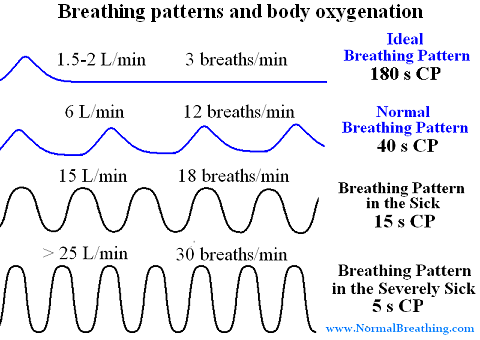 Breathing patterns and body oxygenation
1.5-2 L/min 3 breaths/min
Ideal
Breathing Pattern
180 s CP
6 L/min 12 breaths/min
Normal
Breathing Pattern
40 s CP
15 L/min 18 breaths/min
Breathing Pattern
in the Sick
15 s CP
> 25 L/min 30 breaths/min
Breathing Pattern
in the Severely Sick
5 s CP
www.NormalBreathing.com